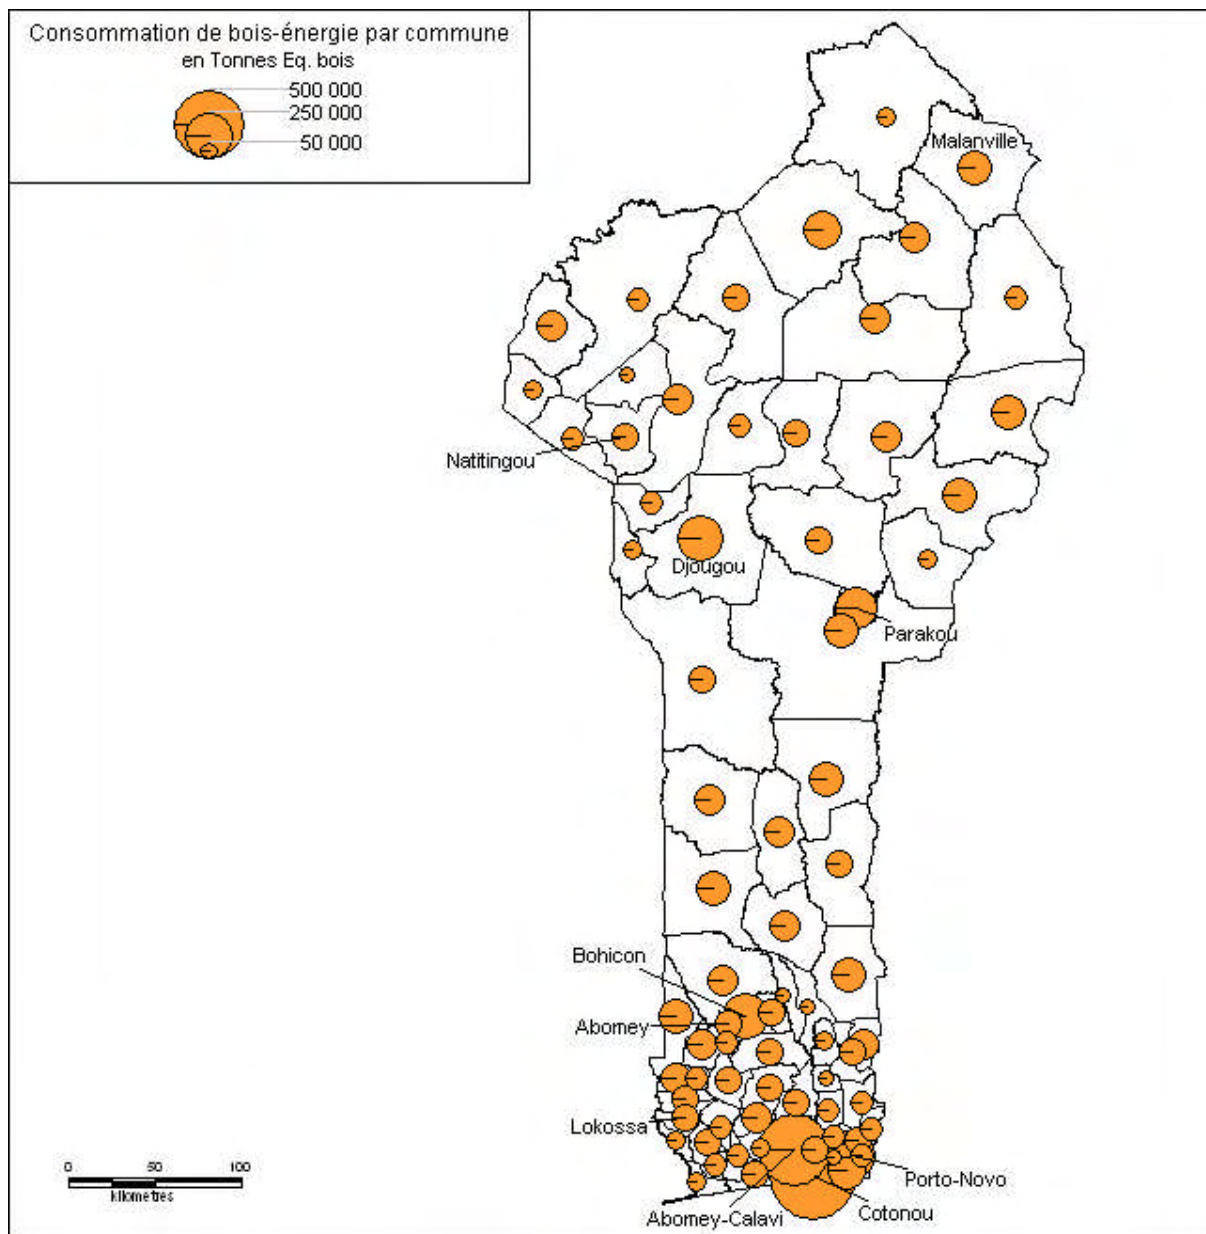 Consommation de bois-énergie par commune
en Tonnes Eq. bois
500 000
250 000
50 000
Malanville
Natitingou
Djougou
Parakou
Bohicon
Abomey
Lokossa
Porto-Novo
Abomey-Calavi
Cotonou
0 50 100
kilometres